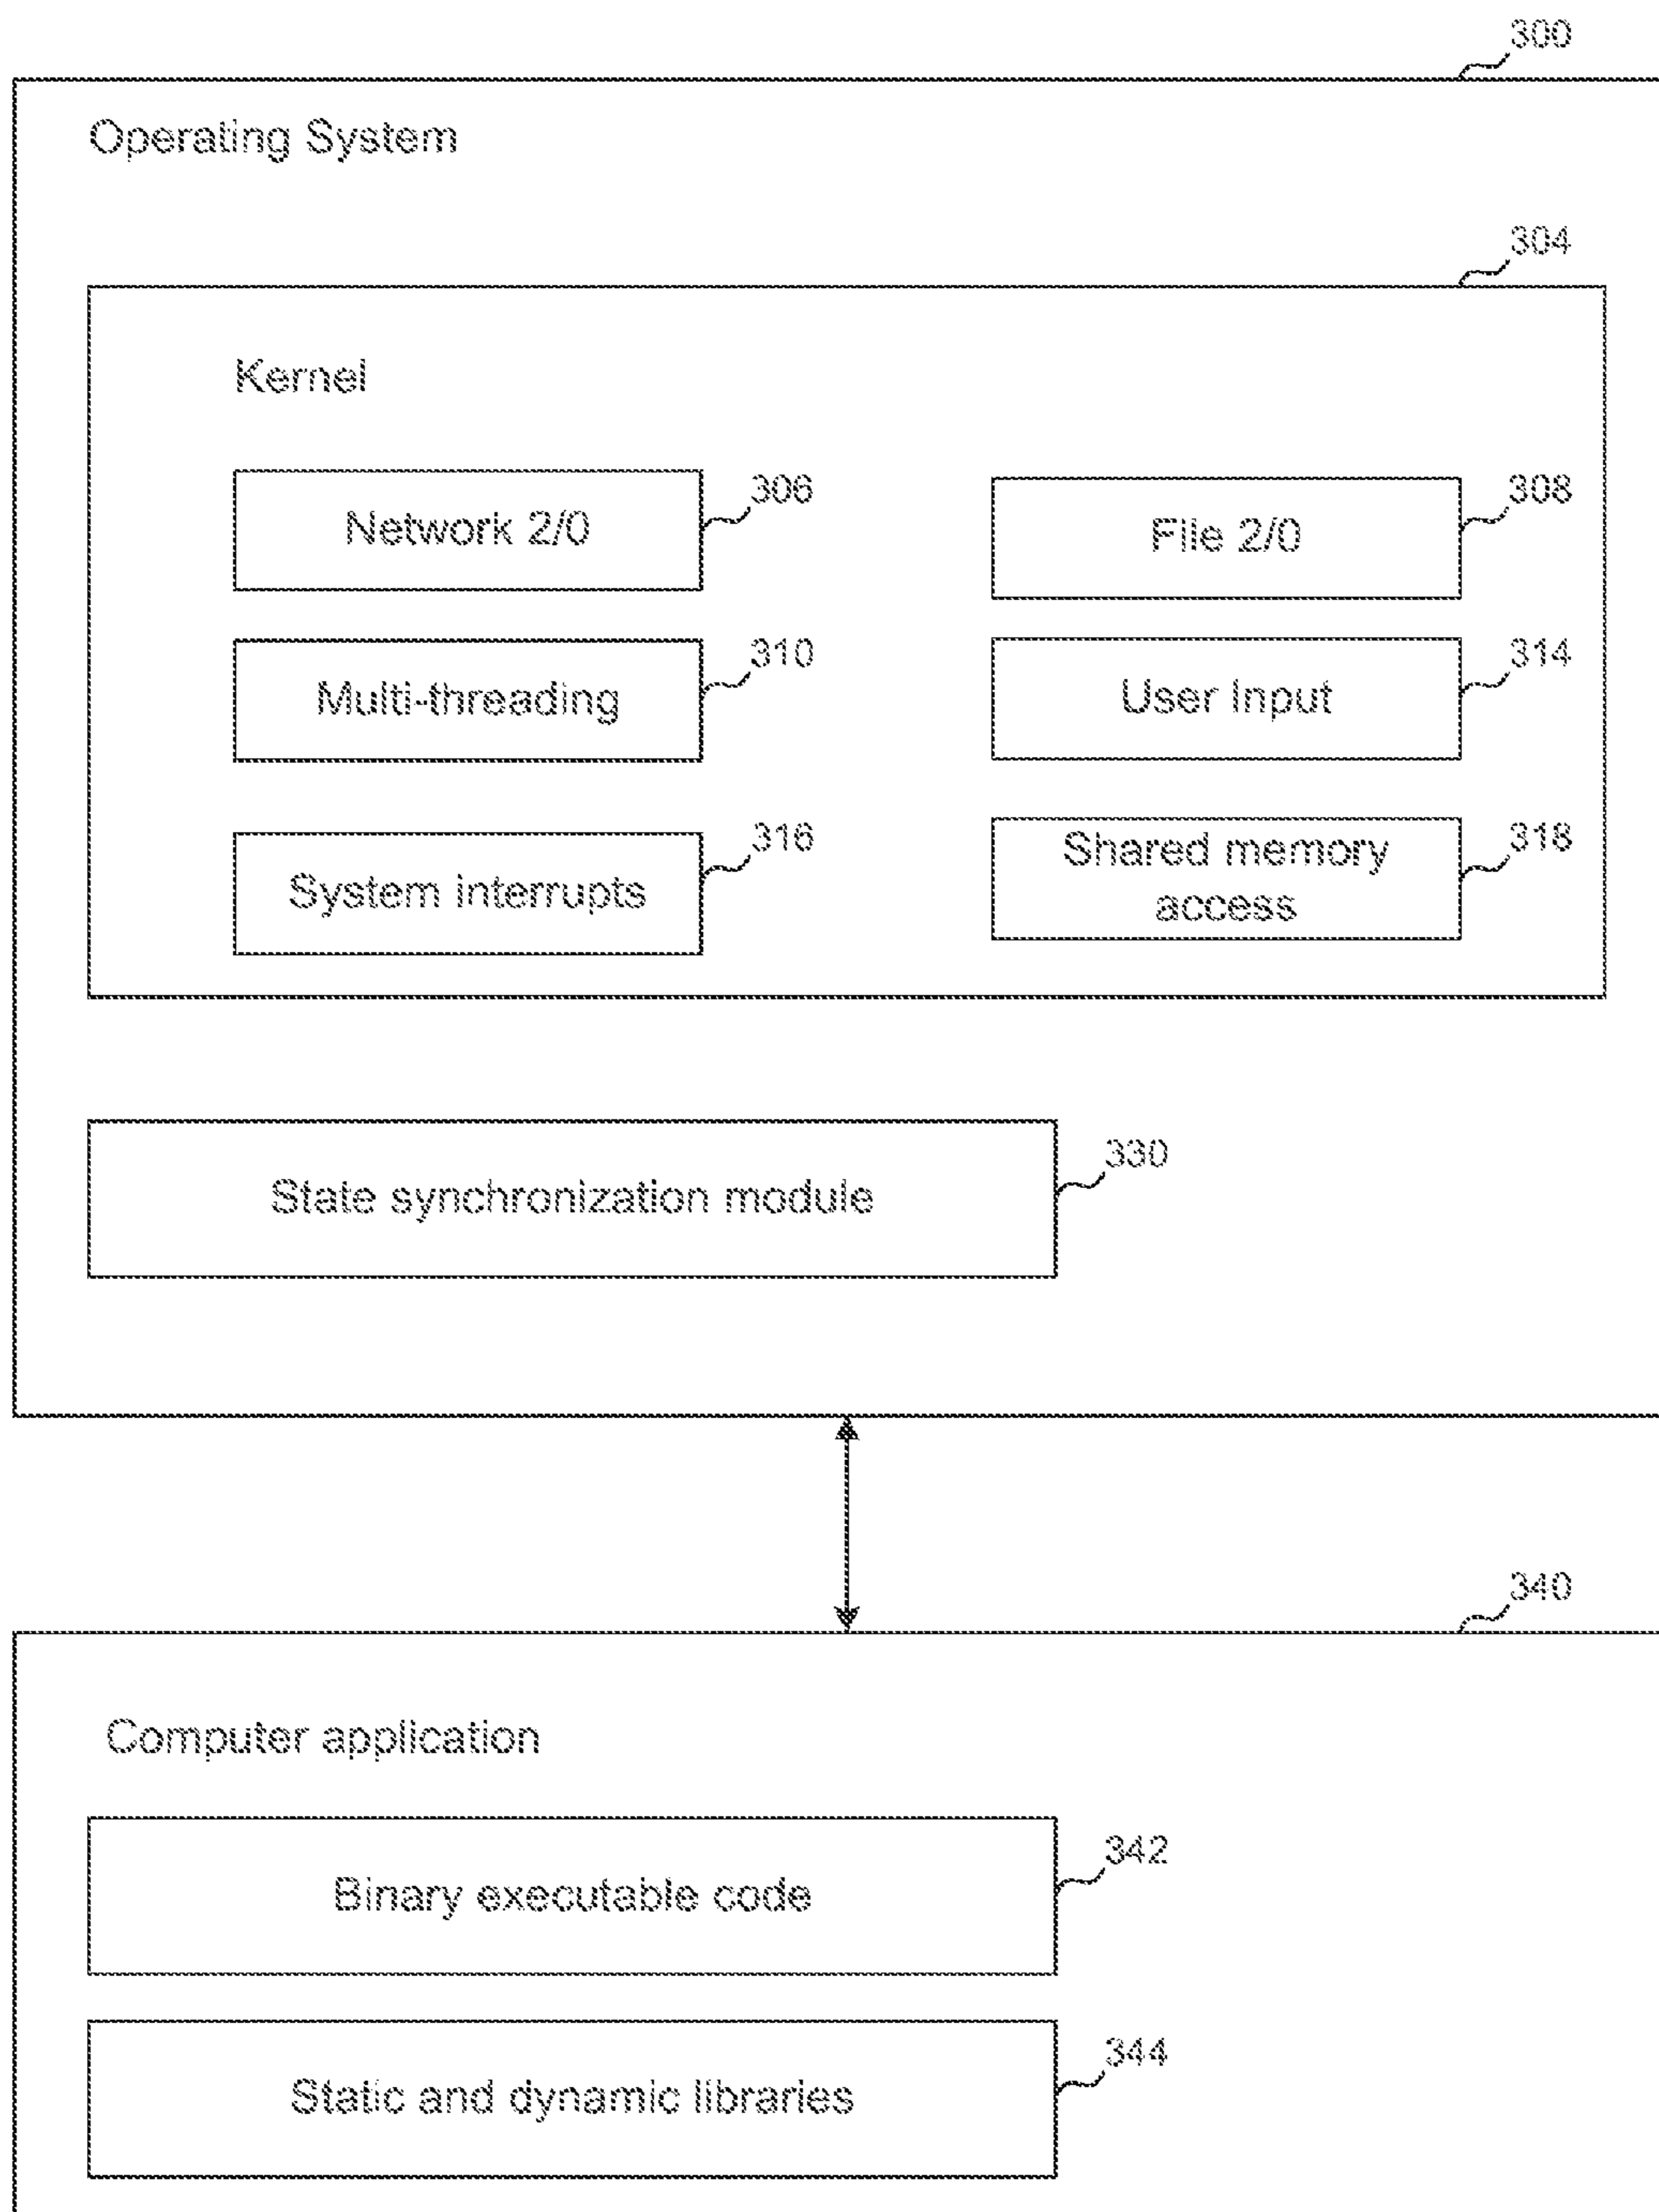 300
Operating System
304
Kernel
Network 2/0
306
File 2/0
308
Multi-threading
310
User Input
314
System interrupts
316
Shared memory
access
318
State synchronization module
330
340
Computer application
Binary executable code
342
Static and dynamic libraries
344